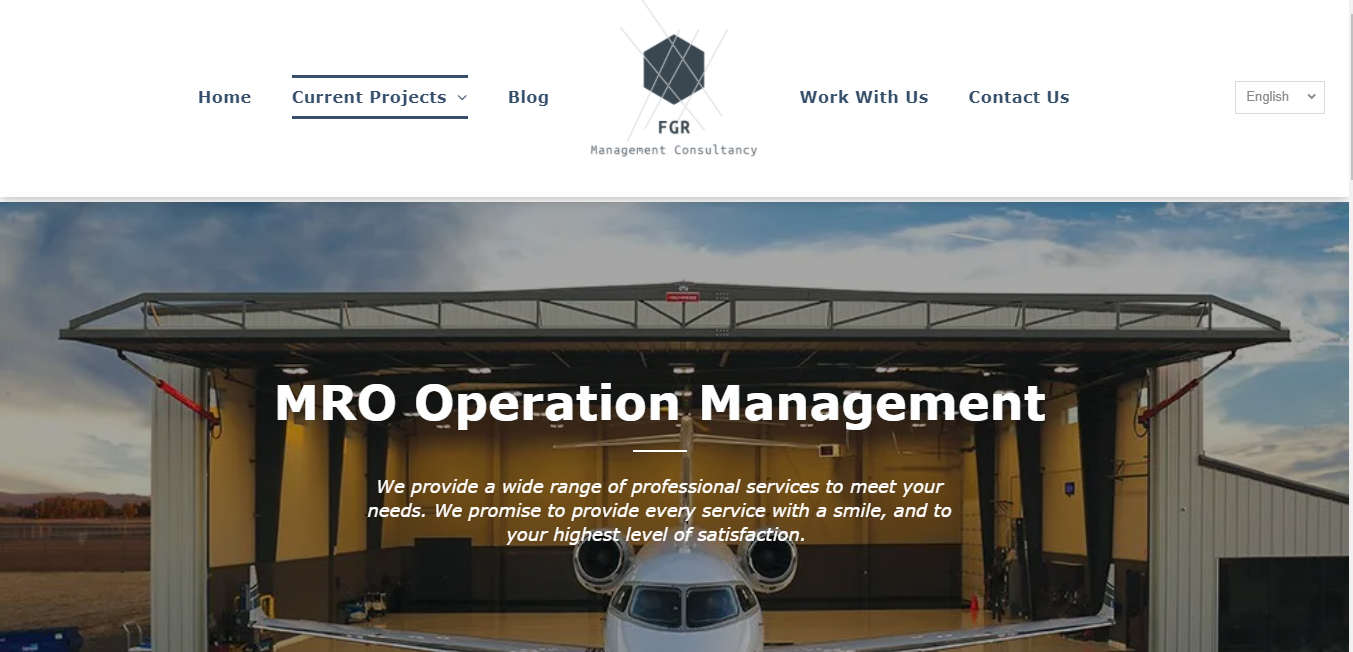 Home
Current Projects
Blog
FGR
Management Consultancy
Work With Us
Contact Us
English
MRO Operation Management
We provide a wide range of professional services to meet your
needs. We promise to provide every service with a smile, and to
your highest level of satisfaction.